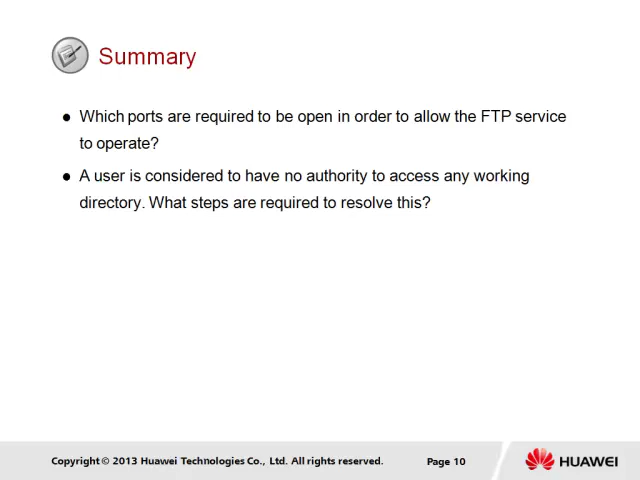 Summary
● Which ports are required to be open in order to allow the FTP service
to operate?
● A user is considered to have no authority to access any working
directory. What steps are required to resolve this?
Copyright © 2013 Huawei Technologies Co., Ltd. All rights reserved.
Page 10
HUAWEI